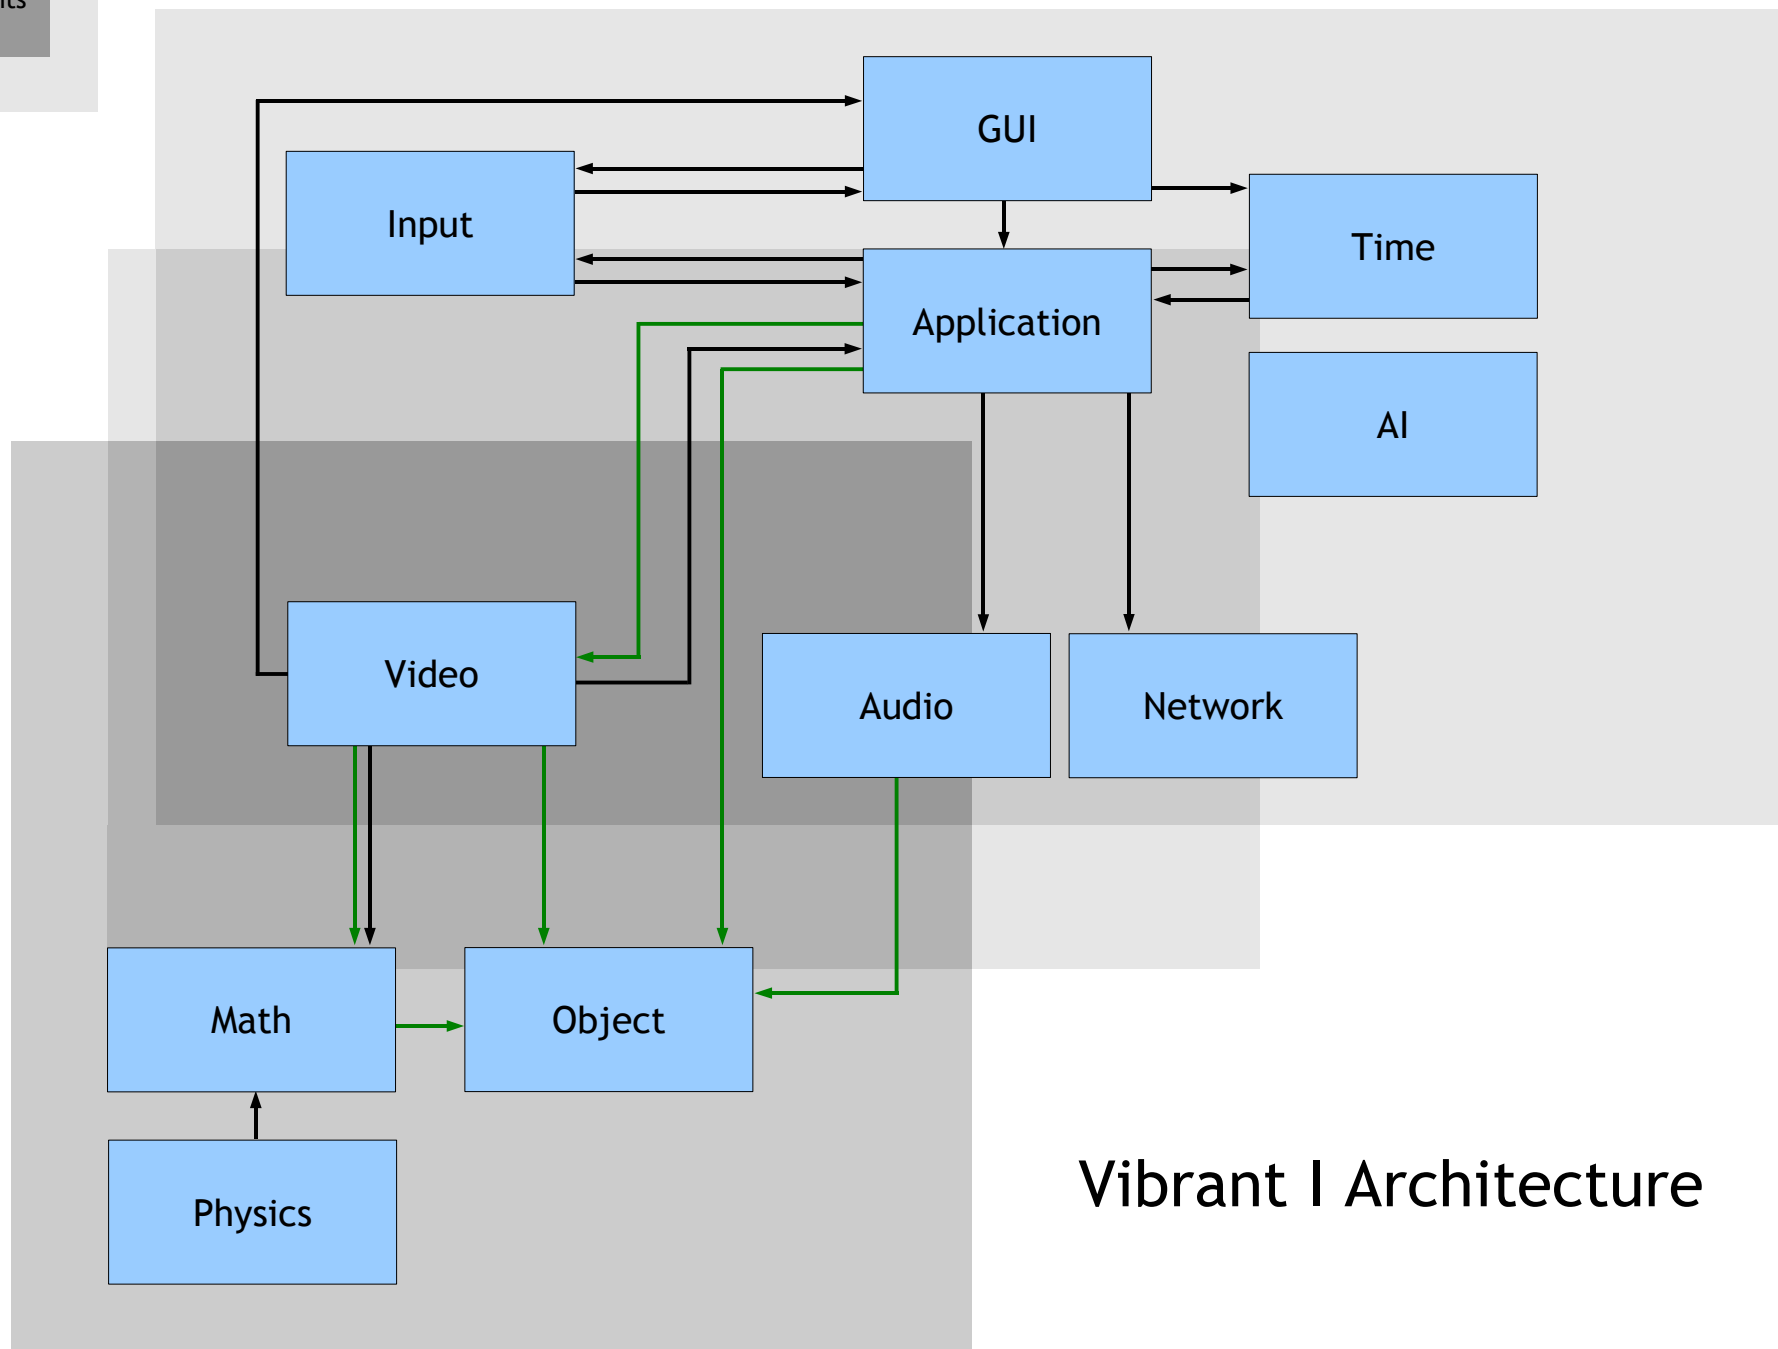 GUI
Input
Time
Application
AI
Video
Audio
Network
Math
Object
Physics
Vibrant I Architecture